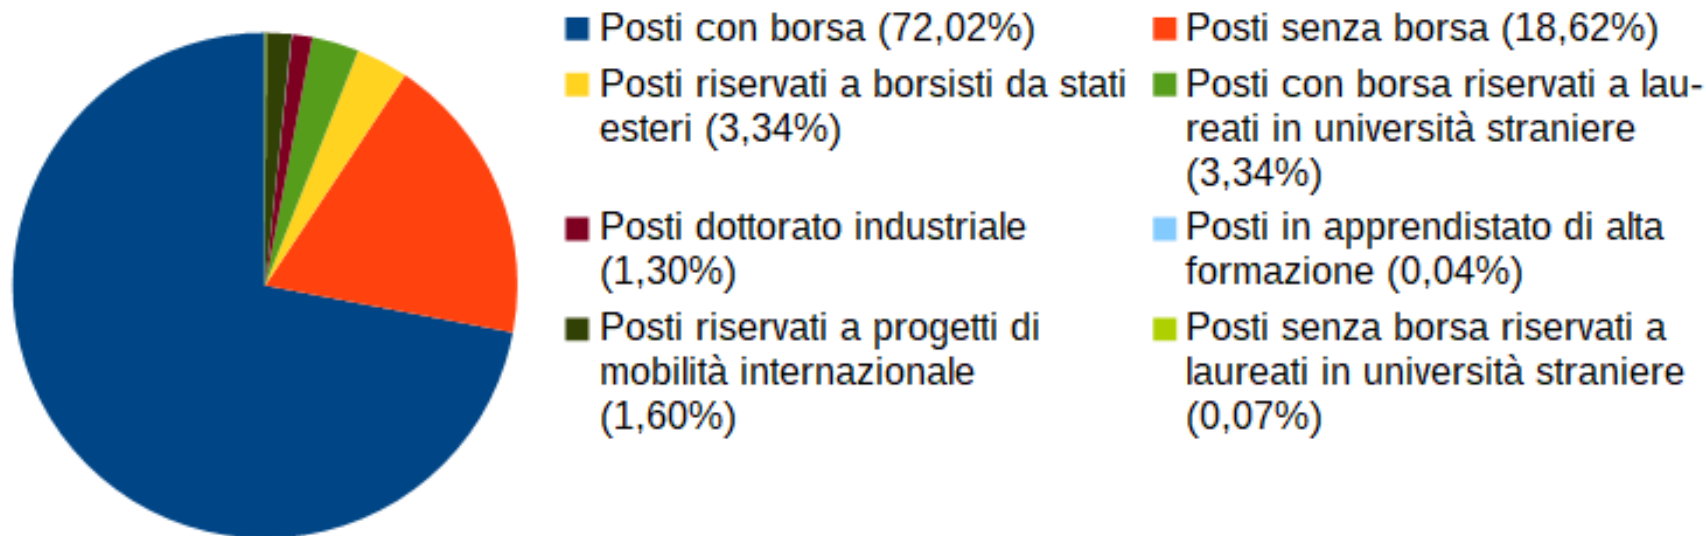 Posti con borsa (72,02%)
Posti senza borsa (18,62%)
Posti riservati a borsisti da stati
esteri (3,34%)
Posti con borsa riservati a lau-
reati in università straniere
(3,34%)
Posti dottorato industriale
(1,30%)
Posti in apprendistato di alta
formazione (0,04%)
Posti riservati a progetti di
mobilità internazionale
(1,60%)
Posti senza borsa riservati a
laureati in università straniere
(0,07%)